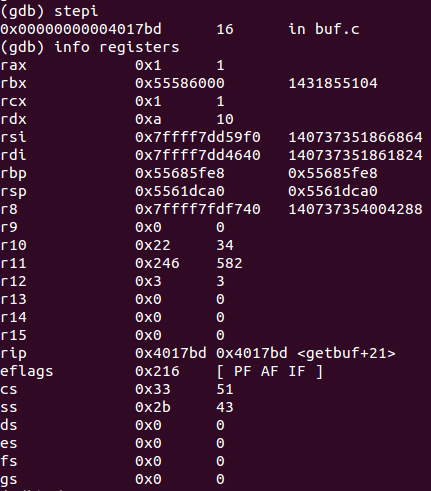 (gdb) stepi
0x00000000004017bd 16 in buf.c
(gdb) info registers
rax 0x1 1
rbx 0x55586000 1431855104
rcx 0x1 1
rdx 0xa 10
rsi 0x7ffff7dd59f0 140737351866864
rdi 0x7ffff7dd4640 140737351861824
rbp 0x55685fe8 0x55685fe8
rsp 0x5561dca0 0x5561dca0
r8 0x7ffff7fdf740 140737354004288
r9 0x0 0
r10 0x22 34
r11 0x246 582
r12 0x3 3
r13 0x0 0
r14 0x0 0
r15 0x0 0
rip 0x4017bd 0x4017bd <getbuf+21>
eflags 0x216 [ PF AF IF ]
cs 0x33 51
ss 0x2b 43
ds 0x0 0
es 0x0 0
fs 0x0 0
gs 0x0 0